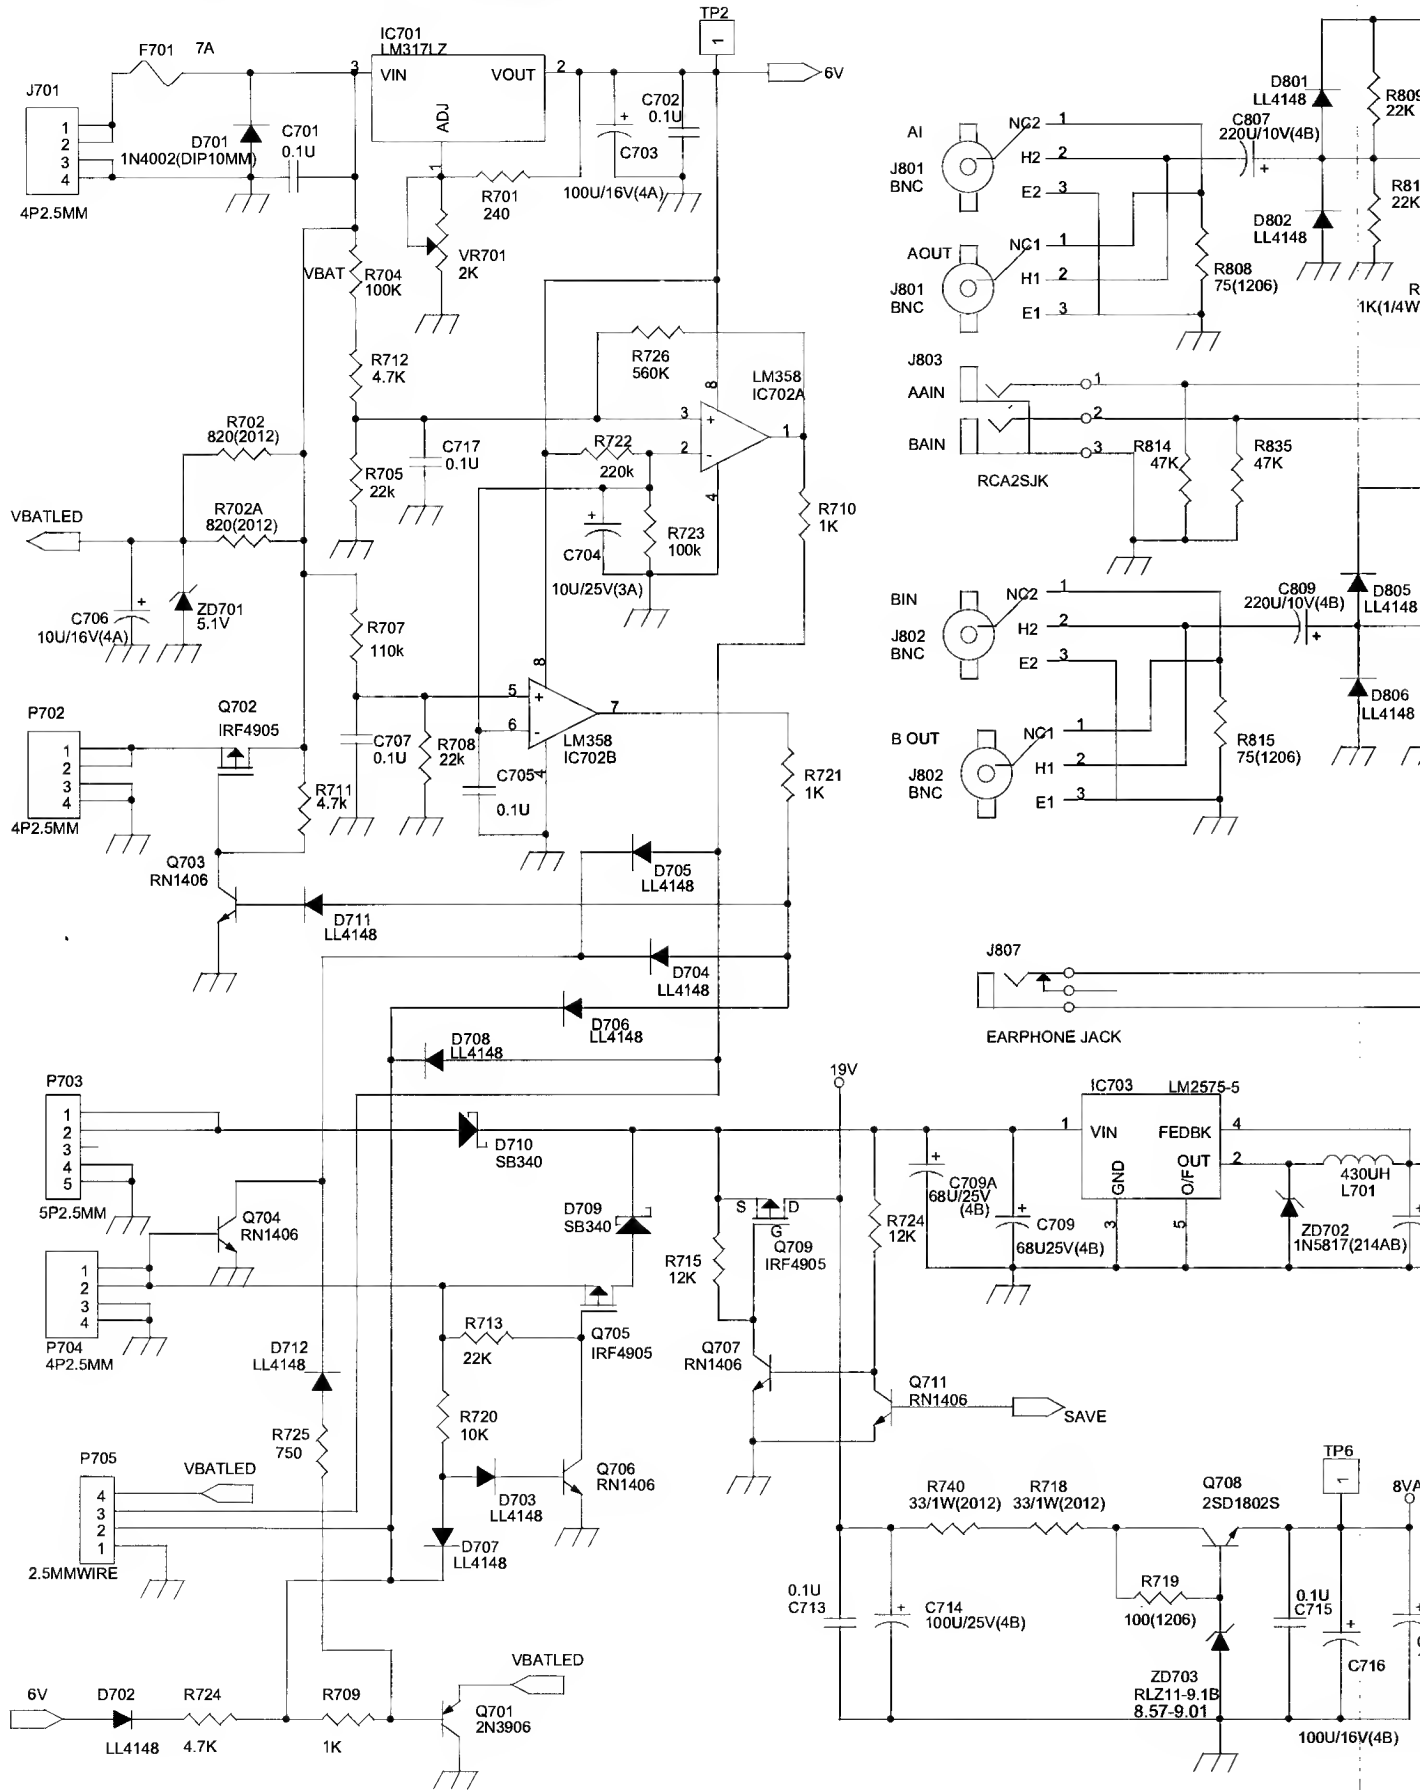 TP2
1
IC701
LM317LZ
F701 7A
3 VIN VOUT 2
6V
ADJ
1
J701
1
2
3
4
4P2.5MM
D701
1N4002(DIP10MM)
C701
0.1U
C702
0.1U
C703
100U/16V(4A)
R701
240
VR701
2K
VBAT
R704
100K
R712
4.7K
R726
560K
LM358
IC702A
8
3 +
2 -
1
4
R702
820(2012)
C717
0.1U
R722
220k
R705
22k
R702A
820(2012)
VBATLED
R710
1K
R723
100k
C704
10U/25V(3A)
C706
10U/16V(4A)
ZD701
5.1V
R707
110k
8
5 +
6 -
7
4
LM358
IC702B
P702
1
2
3
4
4P2.5MM
Q702
IRF4905
C707
0.1U
R708
22k
C705
0.1U
R711
4.7k
R721
1K
Q703
RN1406
D705
LL4148
D711
LL4148
D704
LL4148
D706
LL4148
D708
LL4148
P703
1
2
3
4
5
5P2.5MM
D710
SB340
D709
SB340
Q704
RN1406
1
2
3
4
P704
4P2.5MM
R713
22K
Q705
IRF4905
D712
LL4148
R720
10K
R725
750
D703
LL4148
Q706
RN1406
D707
LL4148
P705
4
3
2
1
2.5MMWIRE
VBATLED
VBATLED
6V
D702
LL4148
R724
4.7K
R709
1K
Q701
2N3906
AI
J801
BNC
NC2 1
H2 2
E2 3
AOUT
J801
BNC
NC1 1
H1 2
E1 3
C807
220U/10V(4B)
D801
LL4148
D802
LL4148
R809
22K
R81
22K
R808
75(1206)
R
1K(1/4W
J803
AAIN
BAIN
1
2
3
RCA2SJK
R814
47K
R835
47K
BIN
J802
BNC
NC2 1
H2 2
E2 3
B OUT
J802
BNC
NC1 1
H1 2
E1 3
C809
220U/10V(4B)
D805
LL4148
D806
LL4148
R815
75(1206)
J807
EARPHONE JACK
19V
IC703
LM2575-5
1 VIN FEDBK 4
OUT 2
GND
3
O/F
5
430UH
L701
ZD702
1N5817(214AB)
C709A
68U/25V
(4B)
C709
68U25V(4B)
S D
G
Q709
IRF4905
R724
12K
R715
12K
Q707
RN1406
Q711
RN1406
SAVE
R740
33/1W(2012)
R718
33/1W(2012)
Q708
2SD1802S
TP6
1
8VA
R719
100(1206)
0.1U
C713
C714
100U/25V(4B)
0.1U
C715
C716
100U/16V(4B)
ZD703
RLZ11-9.1B
8.57-9.01